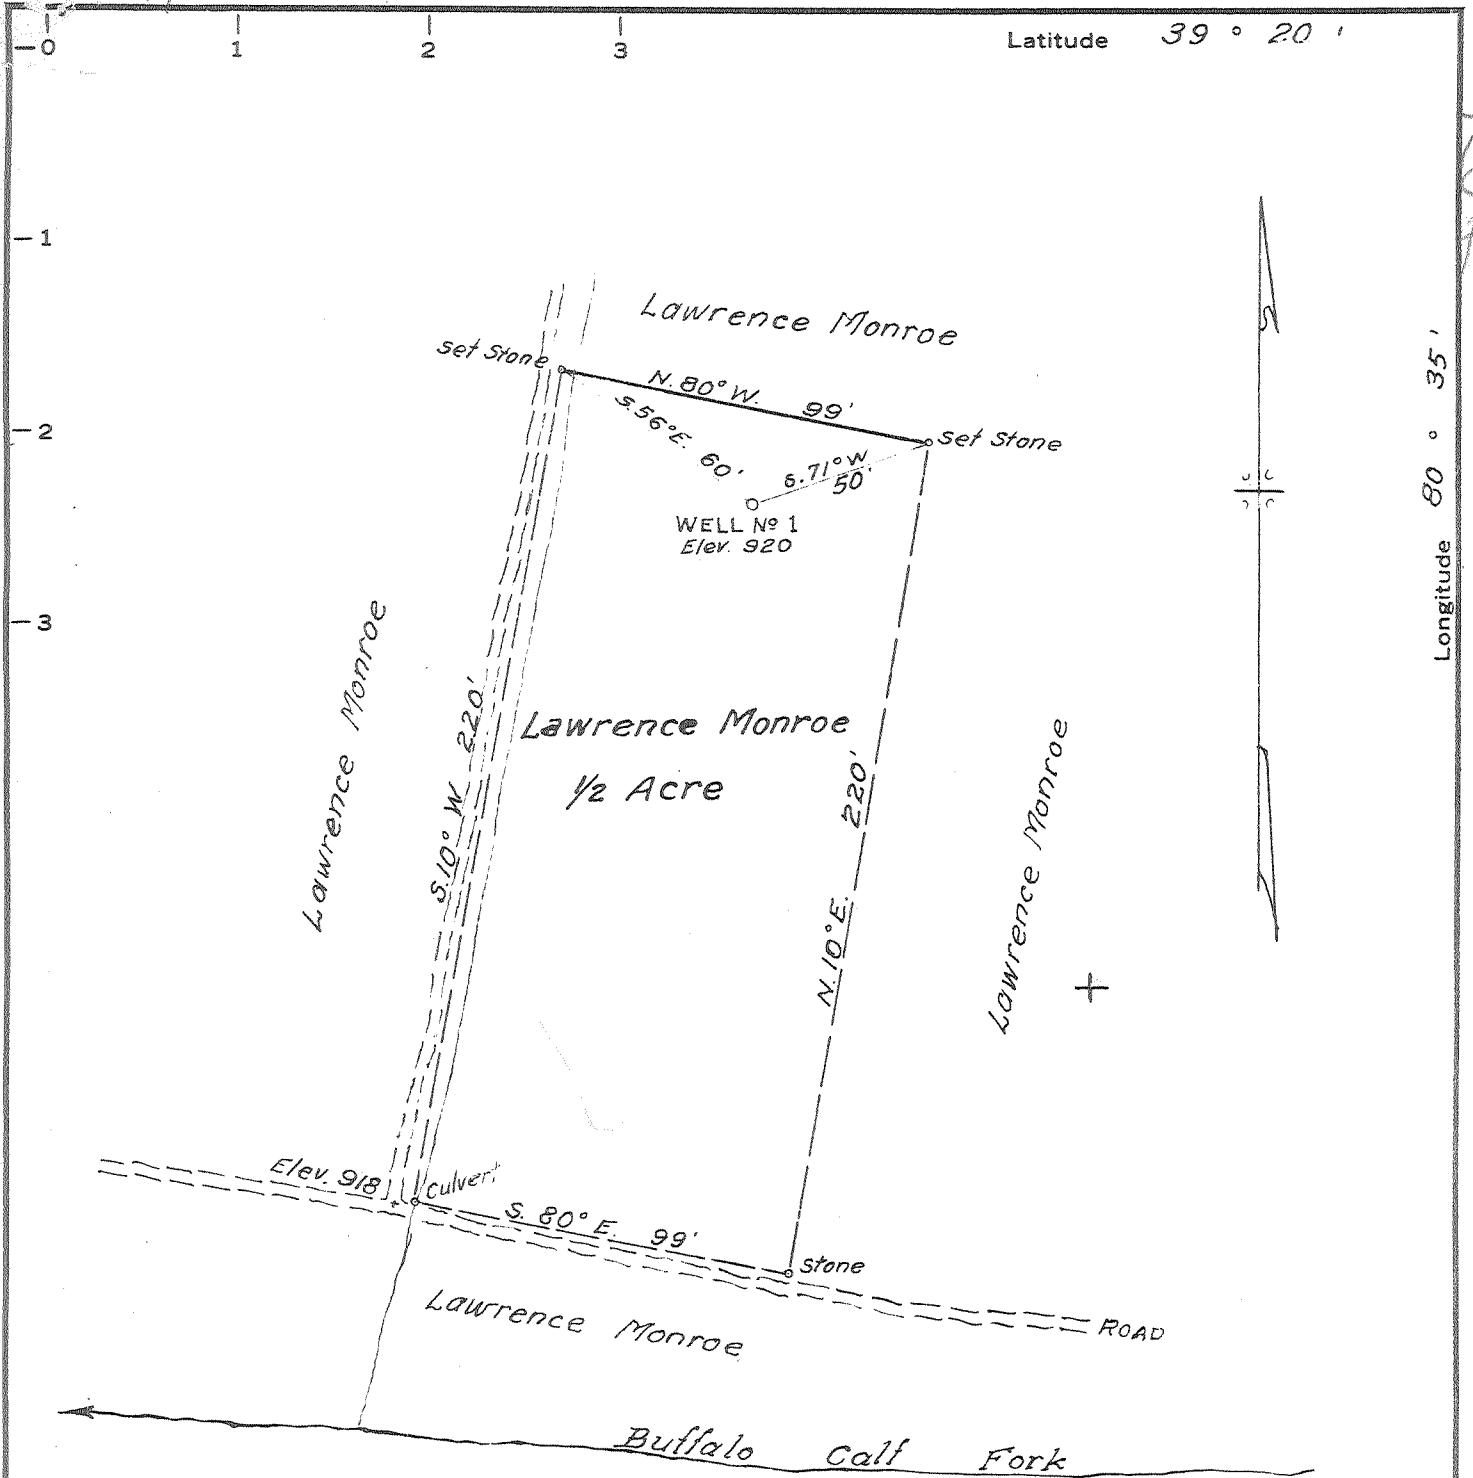 0 1 2 3 Latitude 39 ° 20 '
1
2
3
Longitude 80 ° 35 '
Lawrence Monroe
Set Stone
N. 80° W. 99'
Set Stone
S. 56° E. 60'
S. 71° W
50'
WELL № 1
Elev. 920
Lawrence Monroe
S. 10° W 220'
Lawrence Monroe
1/2 Acre
N. 10° E. 220'
Lawrence Monroe
Elev. 918
Culvert
S. 80° E. 99'
Stone
Lawrence Monroe
ROAD
Buffalo Calf Fork